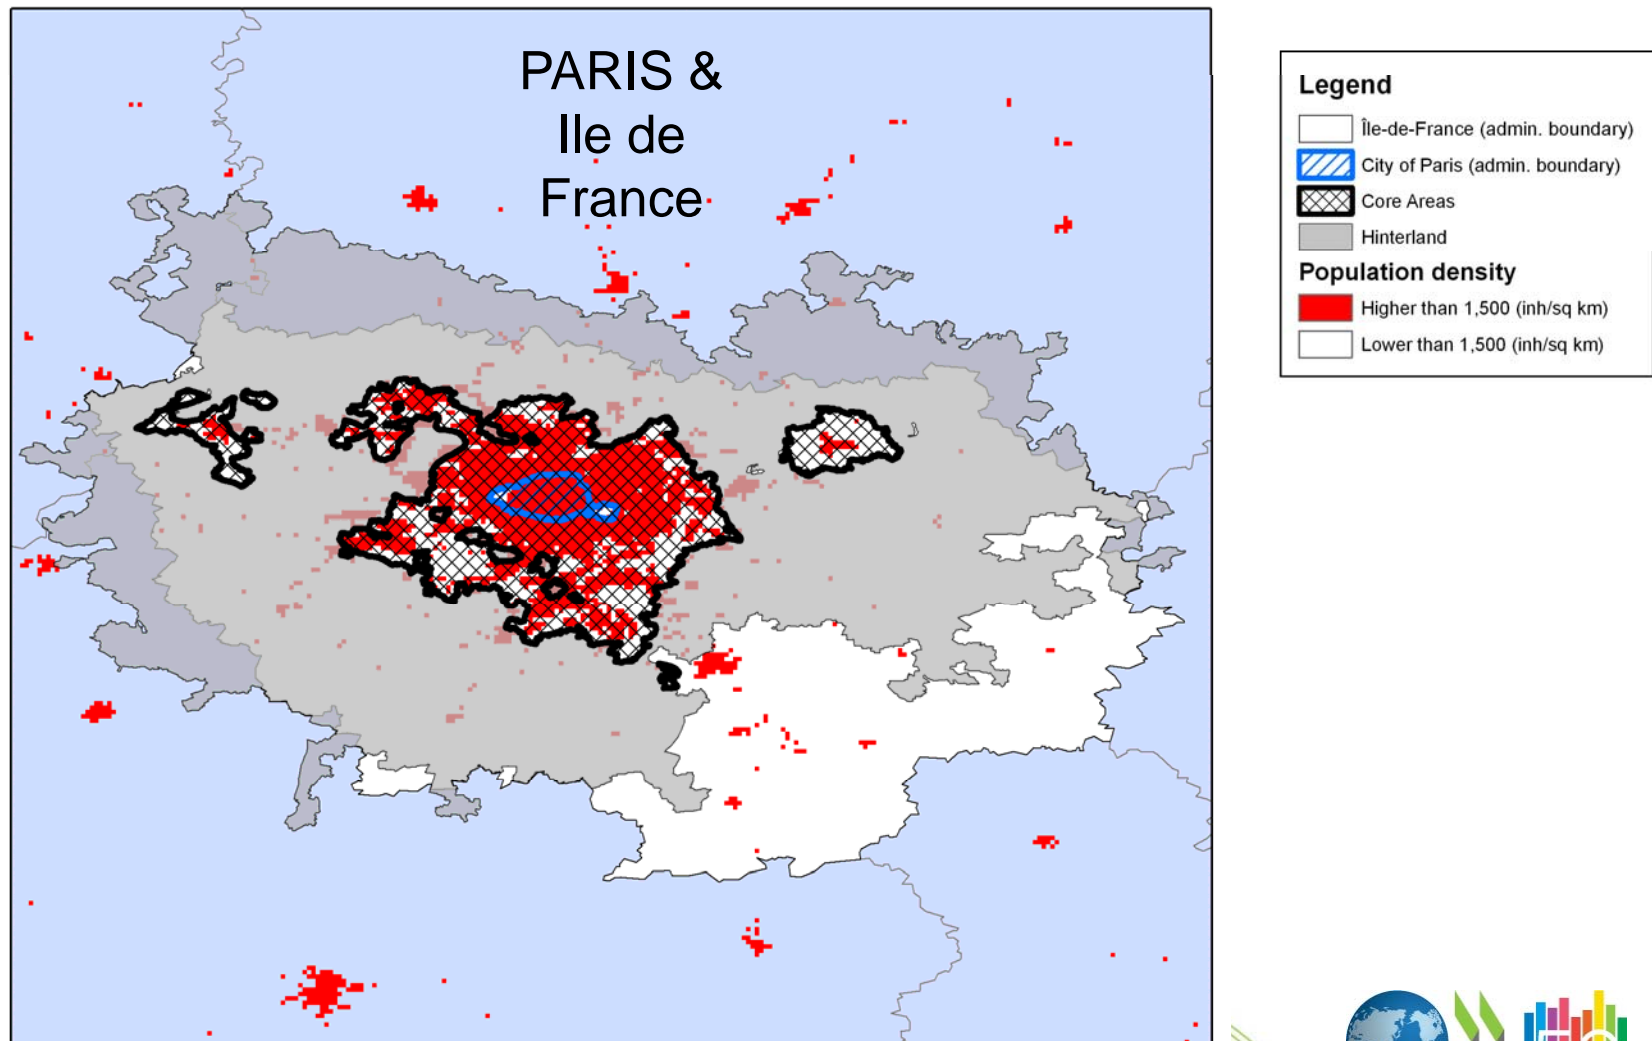 PARIS &
Ile de
France
Legend
Île-de-France (admin. boundary)
City of Paris (admin. boundary)
Core Areas
Hinterland
Population density
Higher than 1,500 (inh/sq km)
Lower than 1,500 (inh/sq km)